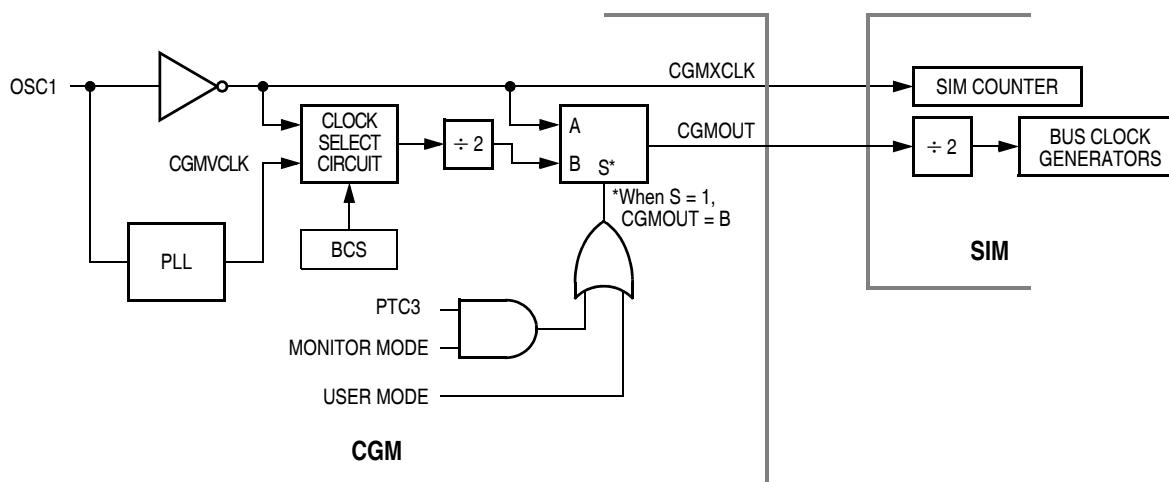 OSC1
CGMXCLK
SIM COUNTER
CLOCK
SELECT
CIRCUIT
÷ 2
A
B
S*
CGMOUT
÷ 2
BUS CLOCK
GENERATORS
CGMVCLK
*When S = 1,
CGMOUT = B
BCS
PLL
SIM
PTC3
MONITOR MODE
USER MODE
CGM